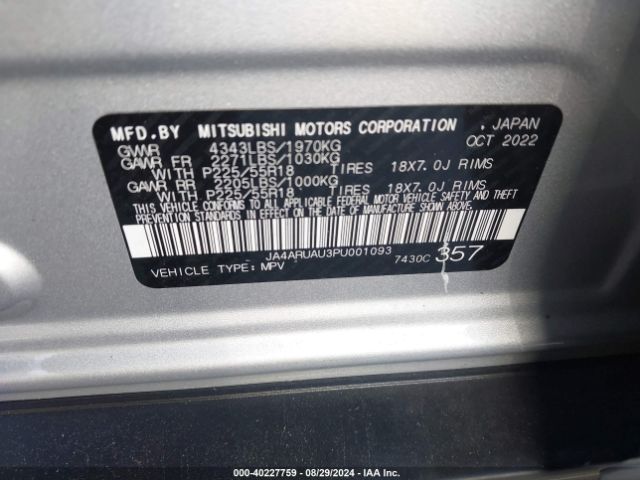 MFD.BY MITSUBISHI MOTORS CORPORATION . JAPAN
OCT 2022
GVWR 4343LBS/1970KG
GAWR FR 2271LBS/1030KG
WITH P225/55R18 TIRES 18X7.0J RIMS
GAWR RR 2205LBS/1000KG
WITH P225/55R18 TIRES 18X7.0J RIMS
THIS VEHICLE CONFORMS TO ALL APPLICABLE FEDERAL MOTOR VEHICLE SAFETY AND THEFT
PREVENTION STANDARDS IN EFFECT ON THE DATE OF MANUFACTURE SHOWN ABOVE.
JA4ARUAU3PU001093
VEHICLE TYPE: MPV 7430C 357
000-40227759 - 08/29/2024 - IAA Inc.